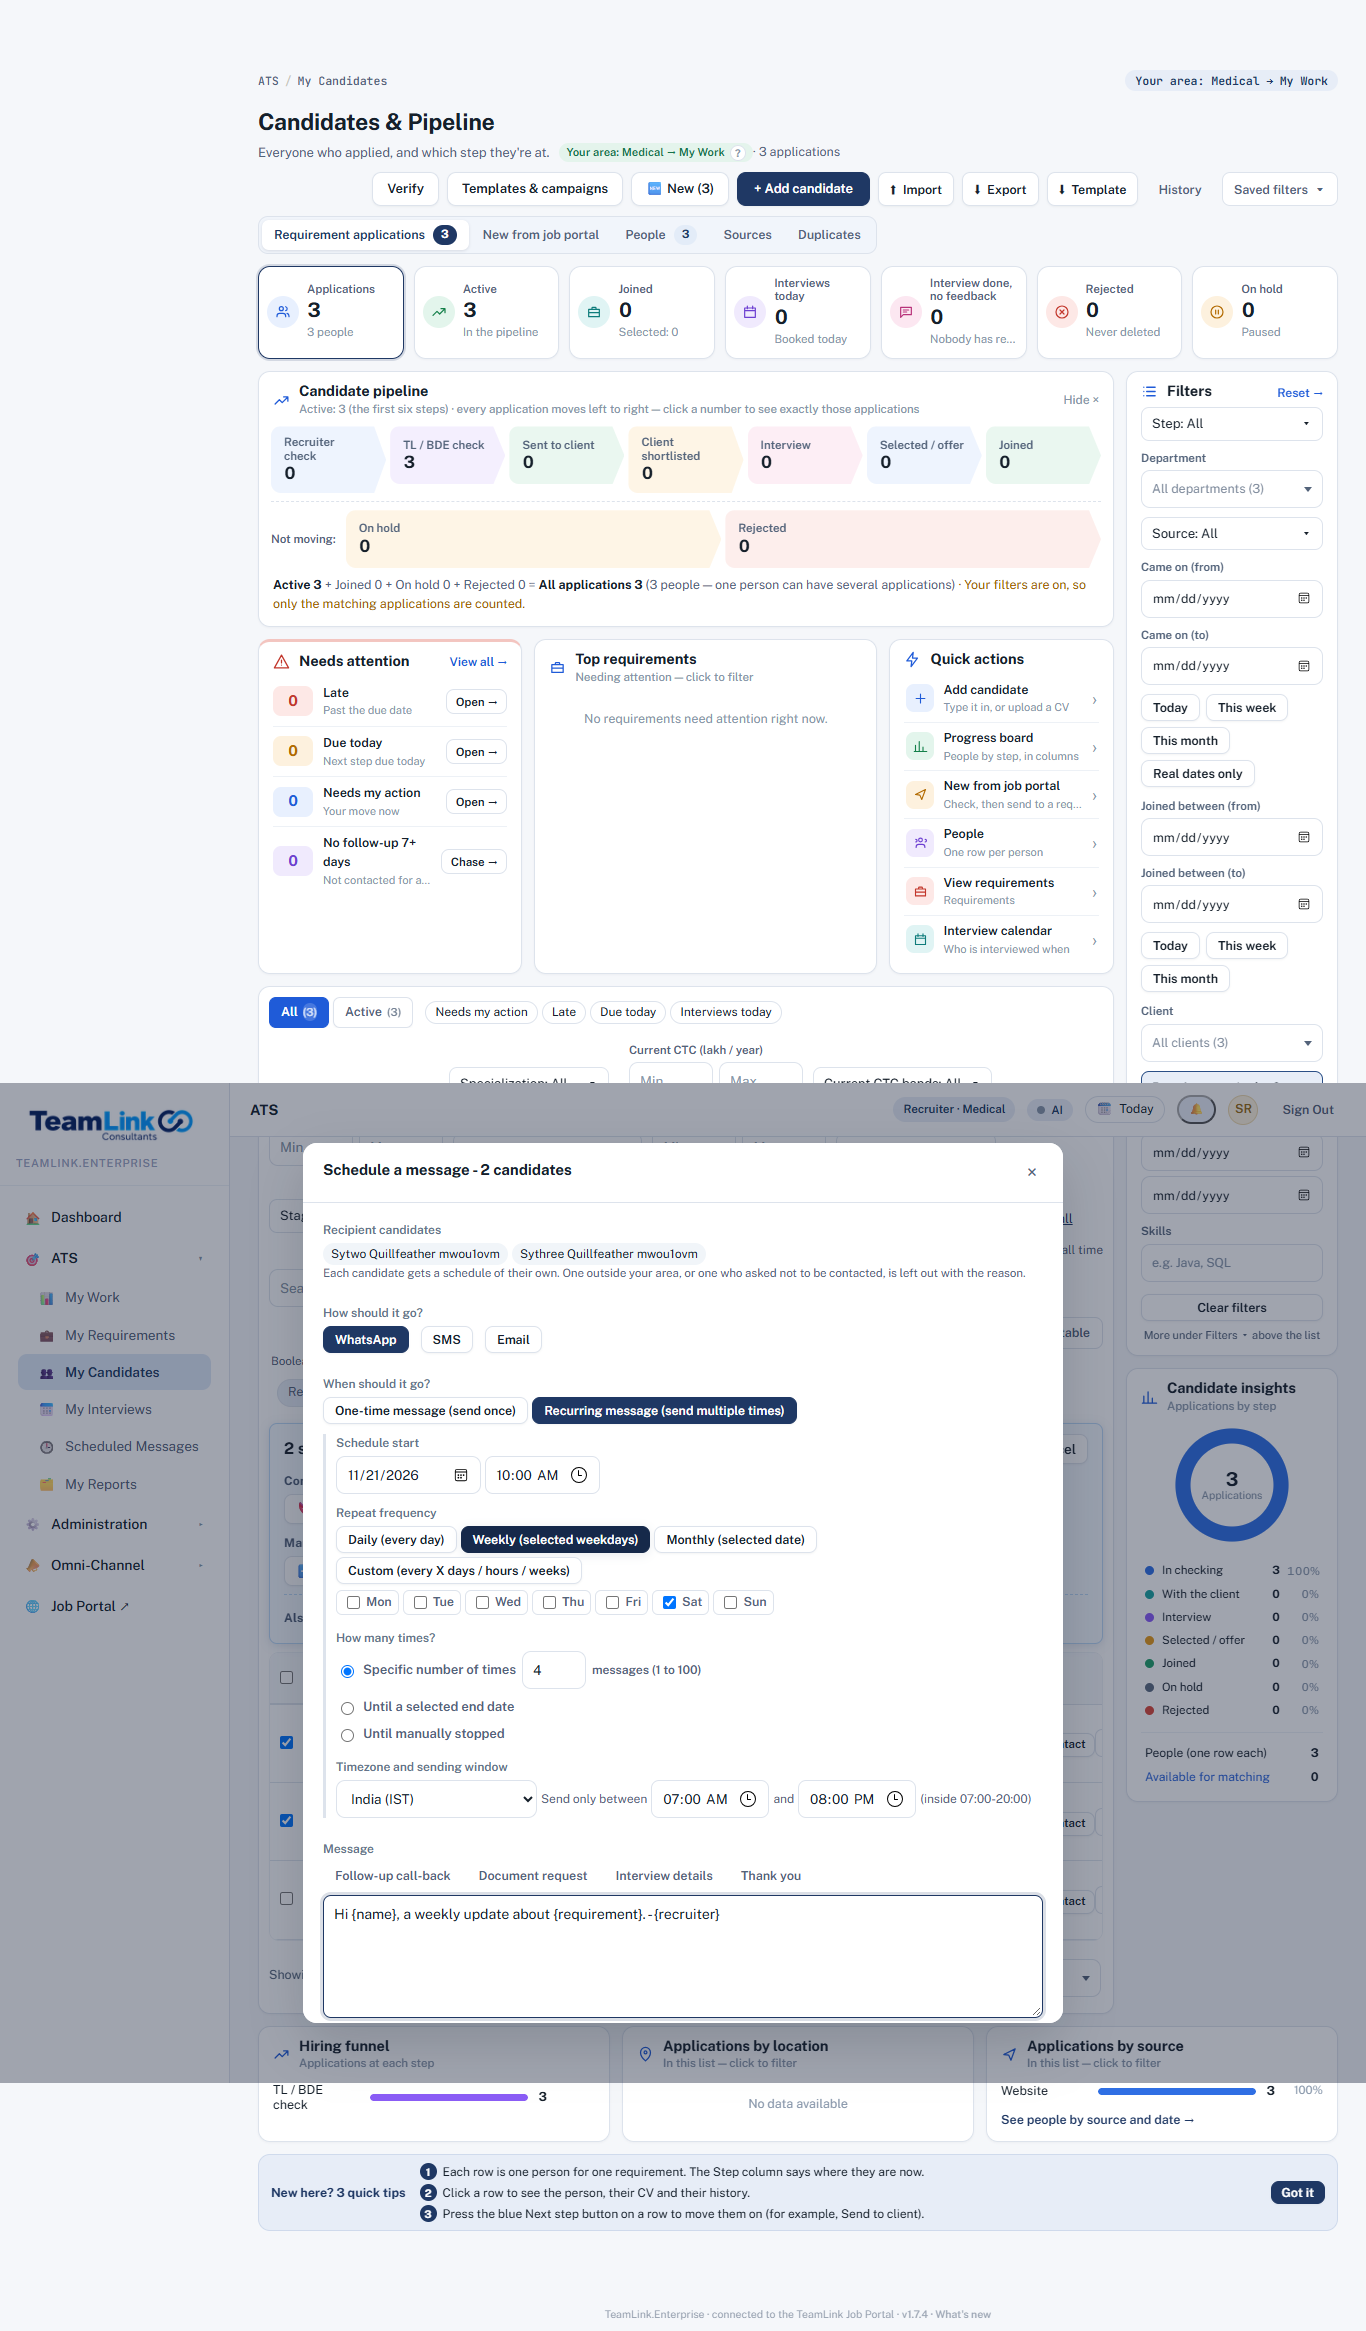 ATS / My Candidates
Your area: Medical → My Work
Candidates & Pipeline
Everyone who applied, and which step they're at. Your area: Medical → My Work ? · 3 applications
Verify
Templates & campaigns
New (3)
+ Add candidate
Import
Export
Template
History
Saved filters
Requirement applications 3
New from job portal
People 3
Sources
Duplicates
Applications
3
3 people
Active
3
In the pipeline
Joined
0
Selected: 0
Interviews today
0
Booked today
Interview done, no feedback
0
Nobody has re...
Rejected
0
Never deleted
On hold
0
Paused
Candidate pipeline
Active: 3 (the first six steps) · every application moves left to right — click a number to see exactly those applications
Hide ×
Recruiter check
0
TL / BDE check
3
Sent to client
0
Client shortlisted
0
Interview
0
Selected / offer
0
Joined
0
Not moving:
On hold
0
Rejected
0
Active 3 + Joined 0 + On hold 0 + Rejected 0 = All applications 3 (3 people — one person can have several applications) · Your filters are on, so
only the matching applications are counted.
Needs attention
View all →
0
Late
Past the due date
Open →
0
Due today
Next step due today
Open →
0
Needs my action
Your move now
Open →
0
No follow-up 7+ days
Not contacted for a...
Chase →
Top requirements
Needing attention — click to filter
No requirements need attention right now.
Quick actions
Add candidate
Type it in, or upload a CV
Progress board
People by step, in columns
New from job portal
Check, then send to a req...
People
One row per person
View requirements
Requirements
Interview calendar
Who is interviewed when
Filters
Reset →
Step: All
Department
All departments (3)
Source: All
Came on (from)
mm/dd/yyyy
Came on (to)
mm/dd/yyyy
Today
This week
This month
Real dates only
Joined between (from)
mm/dd/yyyy
Joined between (to)
mm/dd/yyyy
Today
This week
This month
Client
All clients (3)
All (3)
Active (3)
Needs my action
Late
Due today
Interviews today
Current CTC (lakh / year)
Specialization: All
Min
Max
Current CTC bands: All
TeamLink
Consultants
TEAMLINK.ENTERPRISE
Dashboard
ATS
My Work
My Requirements
My Candidates
My Interviews
Scheduled Messages
My Reports
Administration
Omni-Channel
Job Portal ↗
ATS
Recruiter · Medical
AI
Today
SR
Sign Out
Min
all time
Schedule a message - 2 candidates
×
Recipient candidates
Sytwo Quillfeather mwou1ovm
Sythree Quillfeather mwou1ovm
Each candidate gets a schedule of their own. One outside your area, or one who asked not to be contacted, is left out with the reason.
How should it go?
WhatsApp
SMS
Email
When should it go?
One-time message (send once)
Recurring message (send multiple times)
Schedule start
11/21/2026
10:00 AM
Repeat frequency
Daily (every day)
Weekly (selected weekdays)
Monthly (selected date)
Custom (every X days / hours / weeks)
Mon
Tue
Wed
Thu
Fri
Sat
Sun
How many times?
Specific number of times 4 messages (1 to 100)
Until a selected end date
Until manually stopped
Timezone and sending window
India (IST)
Send only between 07:00 AM and 08:00 PM (inside 07:00-20:00)
Message
Follow-up call-back
Document request
Interview details
Thank you
Hi {name}, a weekly update about {requirement}. - {recruiter}
mm/dd/yyyy
mm/dd/yyyy
Skills
e.g. Java, SQL
Clear filters
More under Filters · above the list
Candidate insights
Applications by step
3
Applications
In checking 3 100%
With the client 0 0%
Interview 0 0%
Selected / offer 0 0%
Joined 0 0%
On hold 0 0%
Rejected 0 0%
People (one row each) 3
Available for matching 0
Hiring funnel
Applications at each step
TL / BDE check
3
Applications by location
In this list — click to filter
No data available
Applications by source
In this list — click to filter
Website 3 100%
See people by source and date →
New here? 3 quick tips
1 Each row is one person for one requirement. The Step column says where they are now.
2 Click a row to see the person, their CV and their history.
3 Press the blue Next step button on a row to move them on (for example, Send to client).
Got it
TeamLink.Enterprise · connected to the TeamLink Job Portal · v1.7.4 · What's new